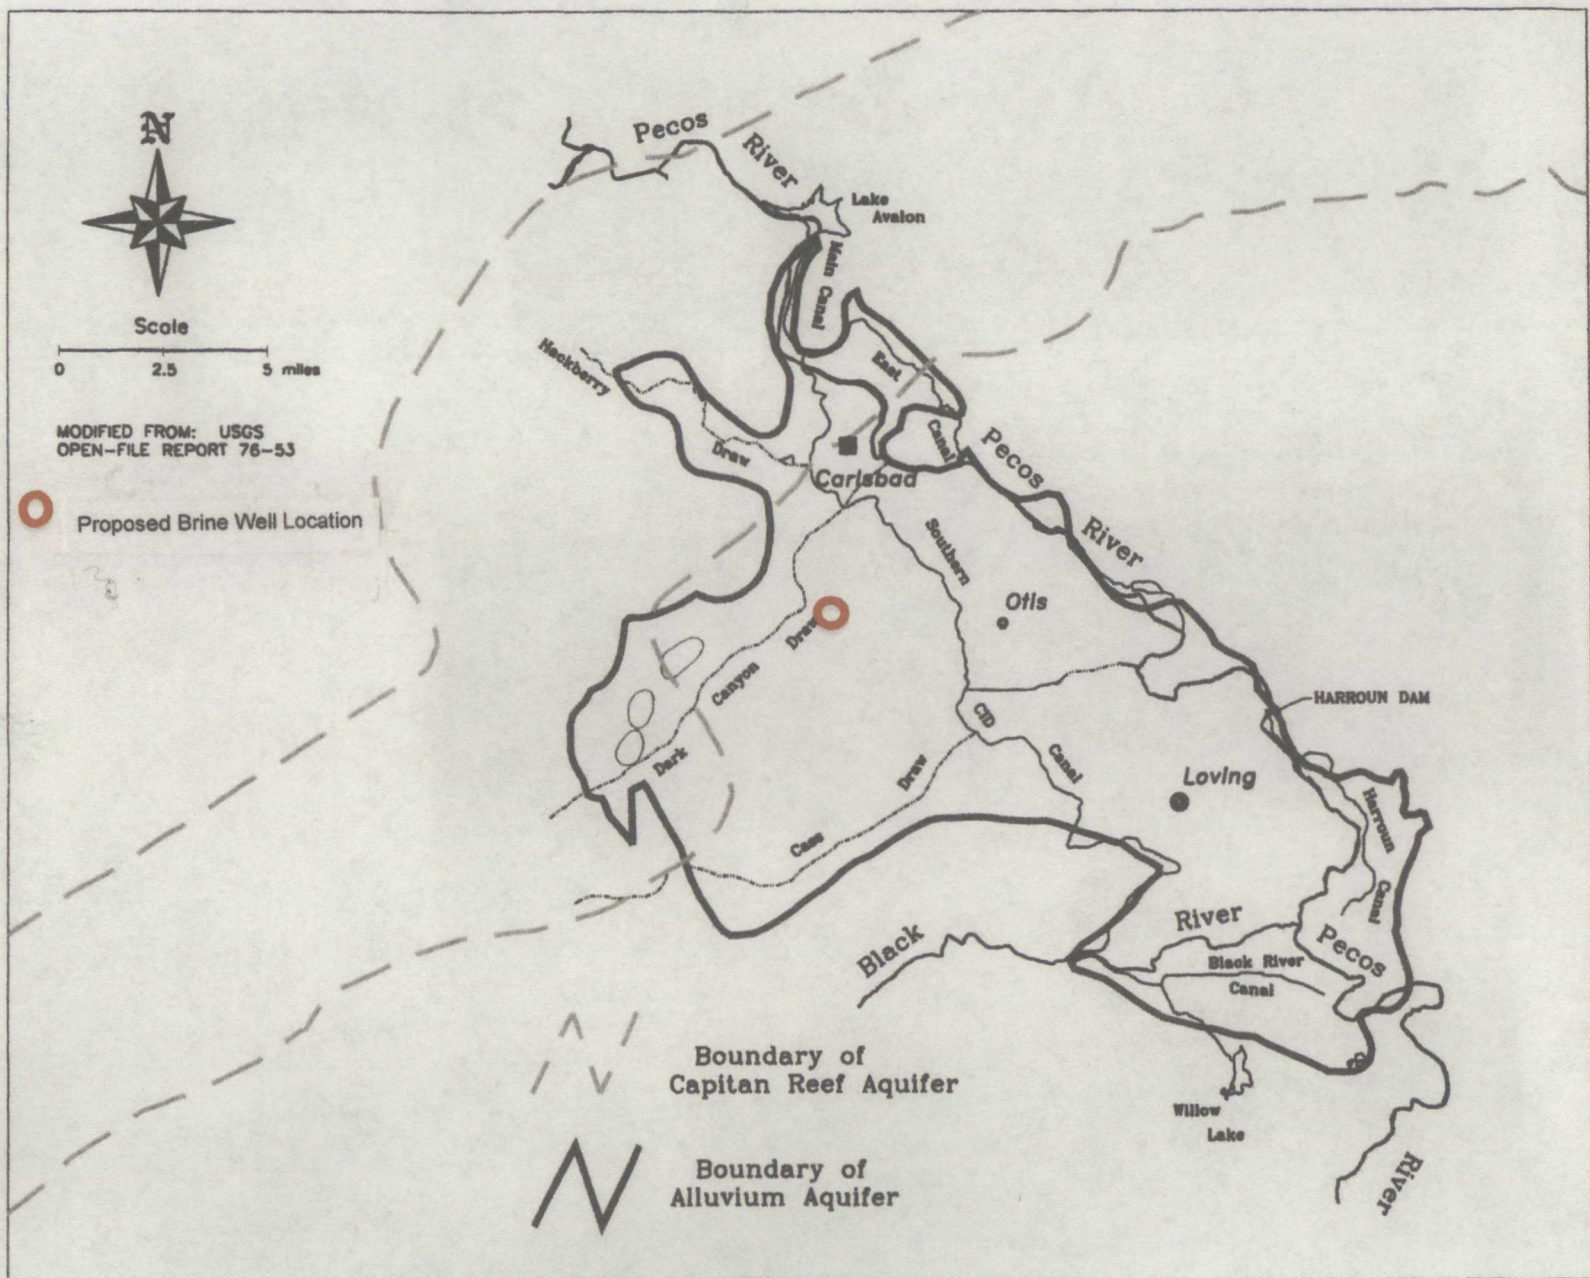 N
Pecos
River
Lake
Avalon
Main Canal
Scale
0 2.5 5 miles
Hackberry
East
MODIFIED FROM: USGS
OPEN-FILE REPORT 76-53
Draw
Canal
Pecos
Carlsbad
Proposed Brine Well Location
Southern
River
Otis
Draw
Canyon
HARROUN DAM
CID
Dark
Draw
Canal
Loving
Harroun
Cass
Canal
River
Black
Pecos
Black River
Canal
Boundary of
Capitan Reef Aquifer
Willow
Lake
Boundary of
Alluvium Aquifer
River